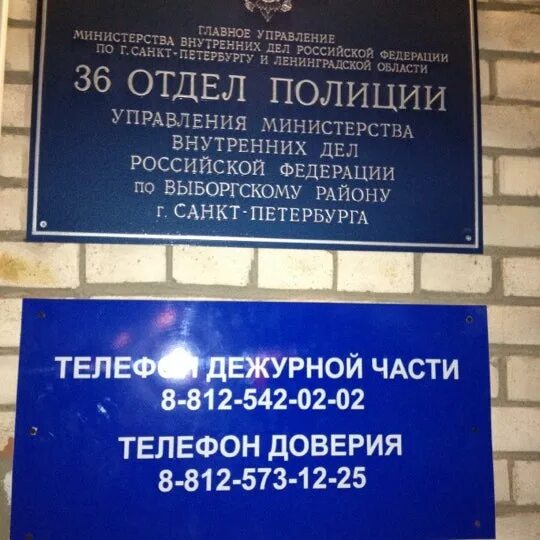 ГЛАВНОЕ УПРАВЛЕНИЕ
МИНИСТЕРСТВА ВНУТРЕННИХ ДЕЛ РОССИЙСКОЙ ФЕДЕРАЦИИ
ПО Г. САНКТ-ПЕТЕРБУРГУ И ЛЕНИНГРАДСКОЙ ОБЛАСТИ
36 ОТДЕЛ ПОЛИЦИИ
УПРАВЛЕНИЯ МИНИСТЕРСТВА
ВНУТРЕННИХ ДЕЛ
РОССИЙСКОЙ ФЕДЕРАЦИИ
ПО ВЫБОРГСКОМУ РАЙОНУ
Г. САНКТ-ПЕТЕРБУРГА
ТЕЛЕФОН ДЕЖУРНОЙ ЧАСТИ
8-812-542-02-02
ТЕЛЕФОН ДОВЕРИЯ
8-812-573-12-25